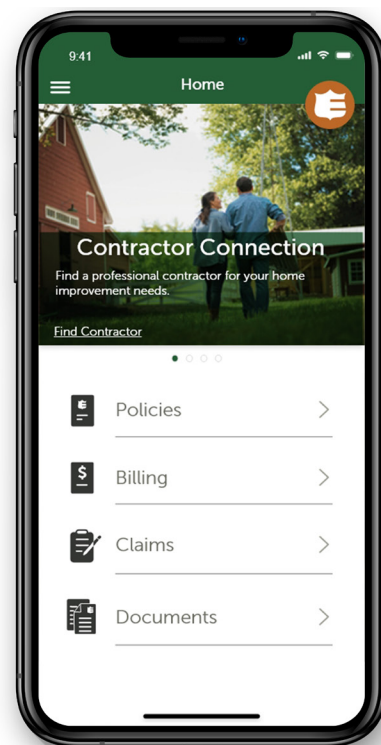 9:41
Home
Contractor Connection
Find a professional contractor for your home
improvement needs.
Find Contractor
Policies
$
Billing
Claims
Documents